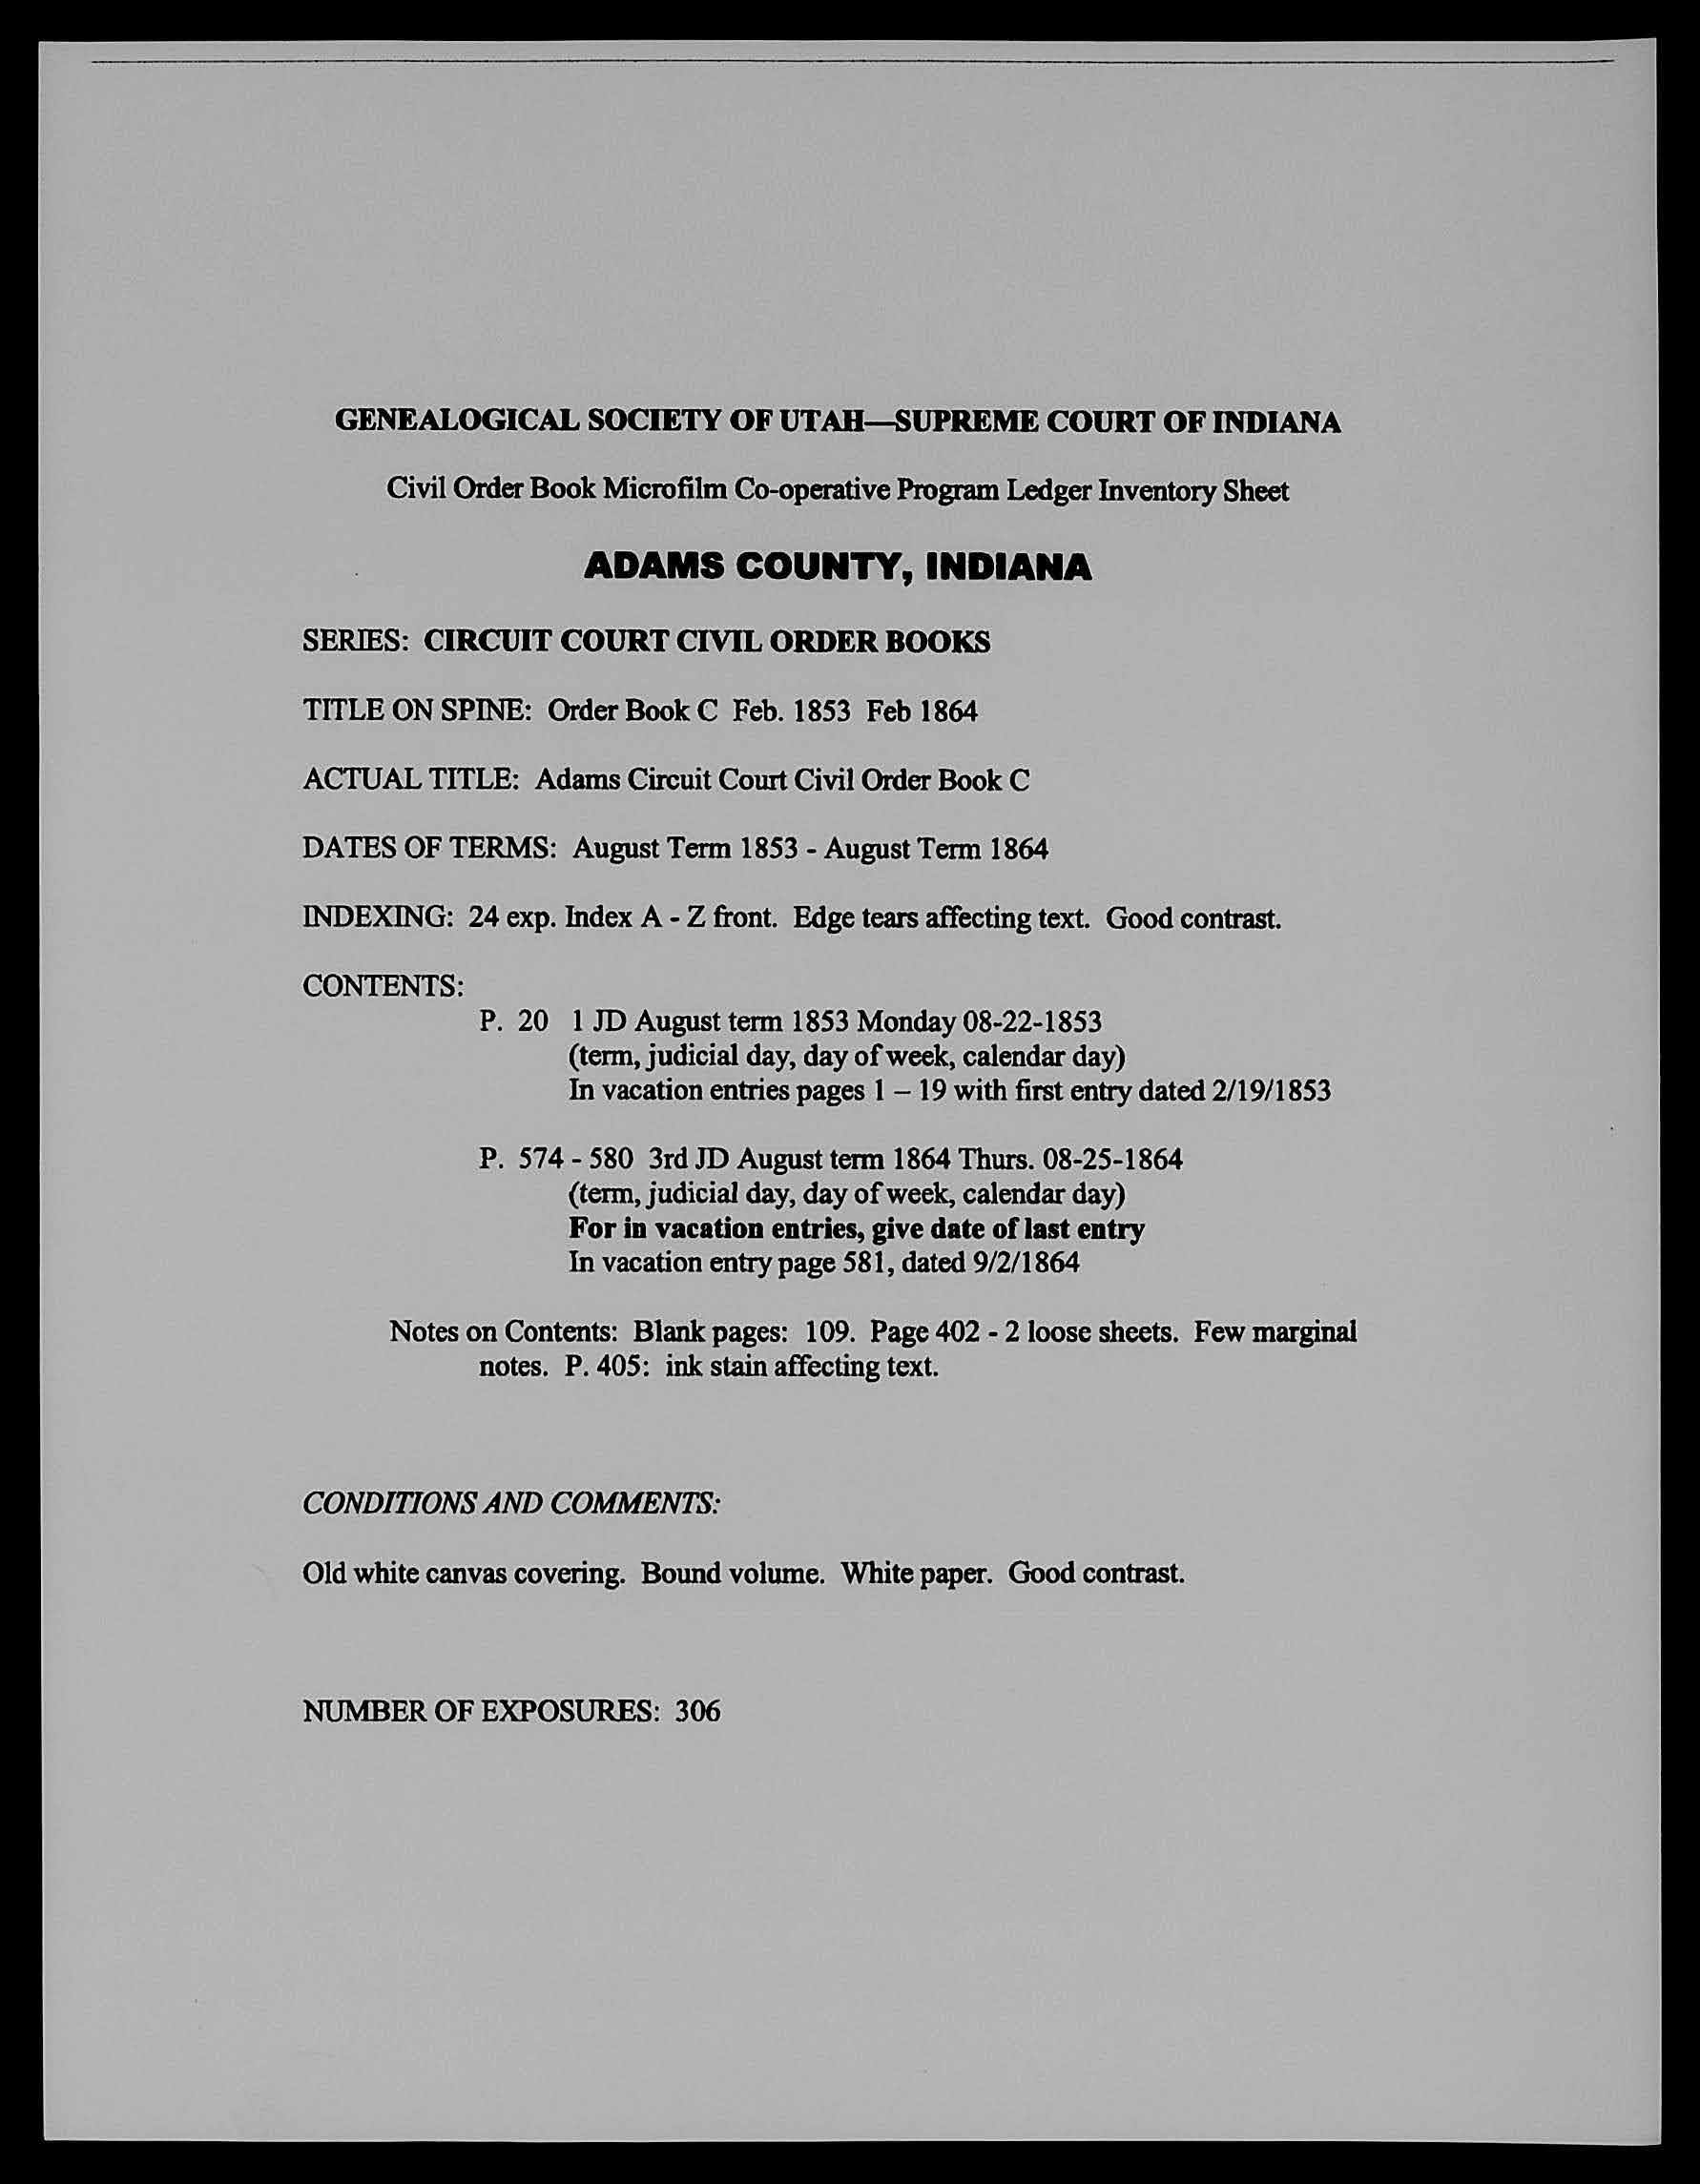 GENEALOGICAL SOCIETY OF UTAH—SUPREME COURT OF INDIANA
Civil Order Book Microfilm Co-operative Program Ledger Inventory Sheet
ADAMS COUNTY, INDIANA
SERIES: CIRCUIT COURT CIVIL ORDER BOOKS
TITLE ON SPINE: Order Book C Feb. 1853 Feb 1864
ACTUAL TITLE: Adams Circuit Court Civil Order Book C
DATES OF TERMS: August Term 1853 - August Term 1864
INDEXING: 24 exp. Index A - Z front. Edge tears affecting text. Good contrast.
CONTENTS:
P. 20 1 JD August term 1853 Monday 08-22-1853
(term, judicial day, day of week, calendar day)
In vacation entries pages 1 – 19 with first entry dated 2/19/1853
P. 574 - 580 3rd JD August term 1864 Thurs. 08-25-1864
(term, judicial day, day of week, calendar day)
For in vacation entries, give date of last entry
In vacation entry page 581, dated 9/2/1864
Notes on Contents: Blank pages: 109. Page 402 - 2 loose sheets. Few marginal
notes. P. 405: ink stain affecting text.
CONDITIONS AND COMMENTS:
Old white canvas covering. Bound volume. White paper. Good contrast.
NUMBER OF EXPOSURES: 306